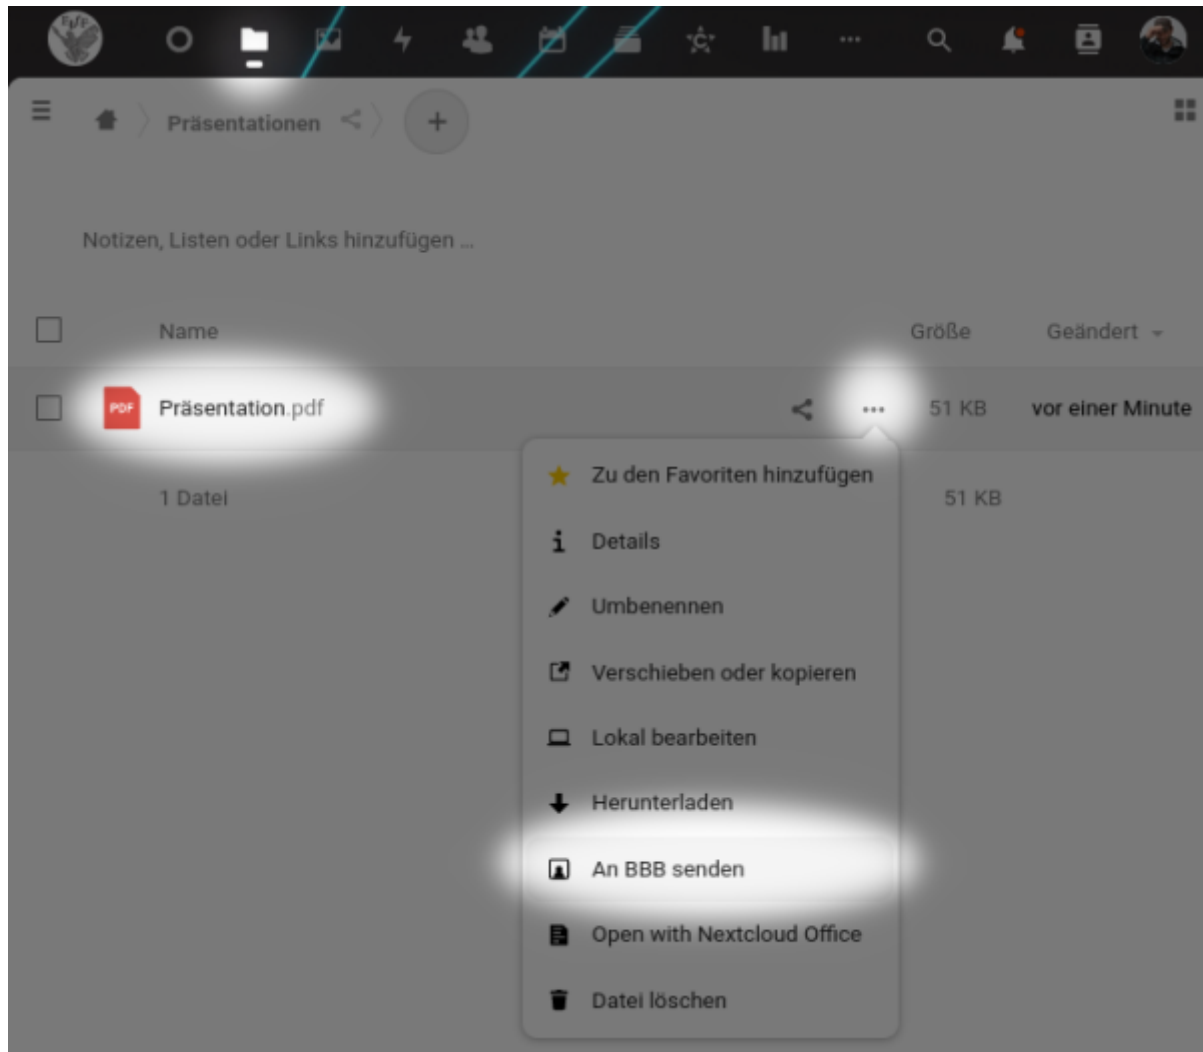 FIfF
Präsentationen
Notizen, Listen oder Links hinzufügen ...
Name Größe Geändert
PDF Präsentation.pdf 51 KB vor einer Minute
1 Datei 51 KB
Zu den Favoriten hinzufügen
Details
Umbenennen
Verschieben oder kopieren
Lokal bearbeiten
Herunterladen
An BBB senden
Open with Nextcloud Office
Datei löschen